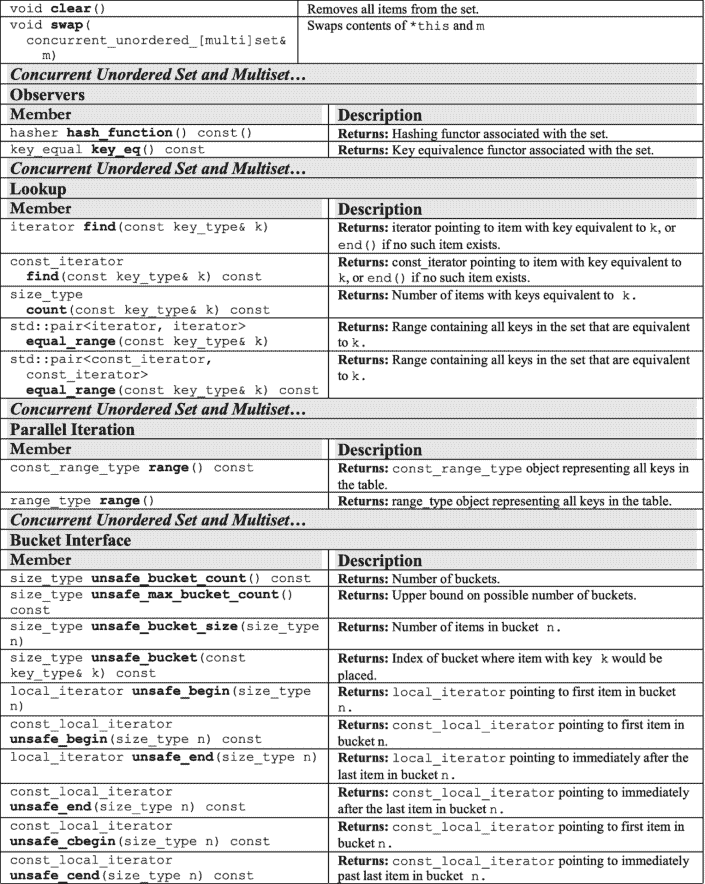 void clear()
Removes all items from the set.
void swap(
concurrent_unordered_[multi]set&
m)
Swaps contents of *this and m
Concurrent Unordered Set and Multiset...
Observers
Member
Description
hasher hash_function() const()
Returns: Hashing functor associated with the set.
key_equal key_eq() const
Returns: Key equivalence functor associated with the set.
Concurrent Unordered Set and Multiset...
Lookup
Member
Description
iterator find(const key_type& k)
Returns: iterator pointing to item with key equivalent to k, or
end() if no such item exists.
const_iterator
find(const key_type& k) const
Returns: const_iterator pointing to item with key equivalent to
k, or end() if no such item exists.
size_type
count(const key_type& k) const
Returns: Number of items with keys equivalent to k.
std::pair<iterator, iterator>
equal_range(const key_type& k)
Returns: Range containing all keys in the set that are equivalent
to k.
std::pair<const_iterator,
const_iterator>
equal_range(const key_type& k) const
Returns: Range containing all keys in the set that are equivalent
to k.
Concurrent Unordered Set and Multiset...
Parallel Iteration
Member
Description
const_range_type range() const
Returns: const_range_type object representing all keys in
the table.
range_type range()
Returns: range_type object representing all keys in the table.
Concurrent Unordered Set and Multiset...
Bucket Interface
Member
Description
size_type unsafe_bucket_count() const
Returns: Number of buckets.
size_type unsafe_max_bucket_count()
const
Returns: Upper bound on possible number of buckets.
size_type unsafe_bucket_size(size_type
n)
Returns: Number of items in bucket n.
size_type unsafe_bucket(const
key_type& k) const
Returns: Index of bucket where item with key k would be
placed.
local_iterator unsafe_begin(size_type
n)
Returns: local_iterator pointing to first item in bucket
n.
const_local_iterator
unsafe_begin(size_type n) const
Returns: const_local_iterator pointing to first item in
bucket n.
local_iterator unsafe_end(size_type n)
Returns: local_iterator pointing to immediately after the
last item in bucket n.
const_local_iterator
unsafe_end(size_type n) const
Returns: const_local_iterator pointing to immediately
after the last item in bucket n.
const_local_iterator
unsafe_cbegin(size_type n) const
Returns: const_local_iterator pointing to first item in
bucket n.
const_local_iterator
unsafe_cend(size_type n) const
Returns: const_local_iterator pointing to immediately
past last item in bucket n.